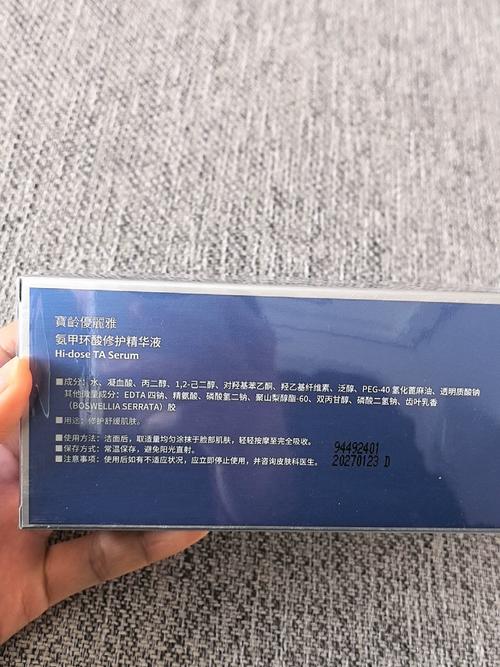 寶齡優麗雅
氨甲环酸修护精华液
Hi-dose TA Serum
■成分：水、凝血酸、丙二醇、1,2-己二醇、对羟基苯乙酮、羟乙基纤维素、泛醇、PEG-40 氢化蓖麻油、透明质酸钠
其他微量成分：EDTA 四钠、精氨酸、磷酸氢二钠、聚山梨醇酯-60、双丙甘醇、磷酸二氢钠、齿叶乳香
（BOSWELLIA SERRATA）胶
■用途：修护舒缓肌肤。
■使用方法：洁面后，取适量均匀涂抹于脸部肌肤，轻轻按摩至完全吸收。
■保存方式：常温保存，避免阳光直射。
■注意事项：使用后如有不适应状况，应立即停止使用，并咨询皮肤科医生。
94492401
20270123 D